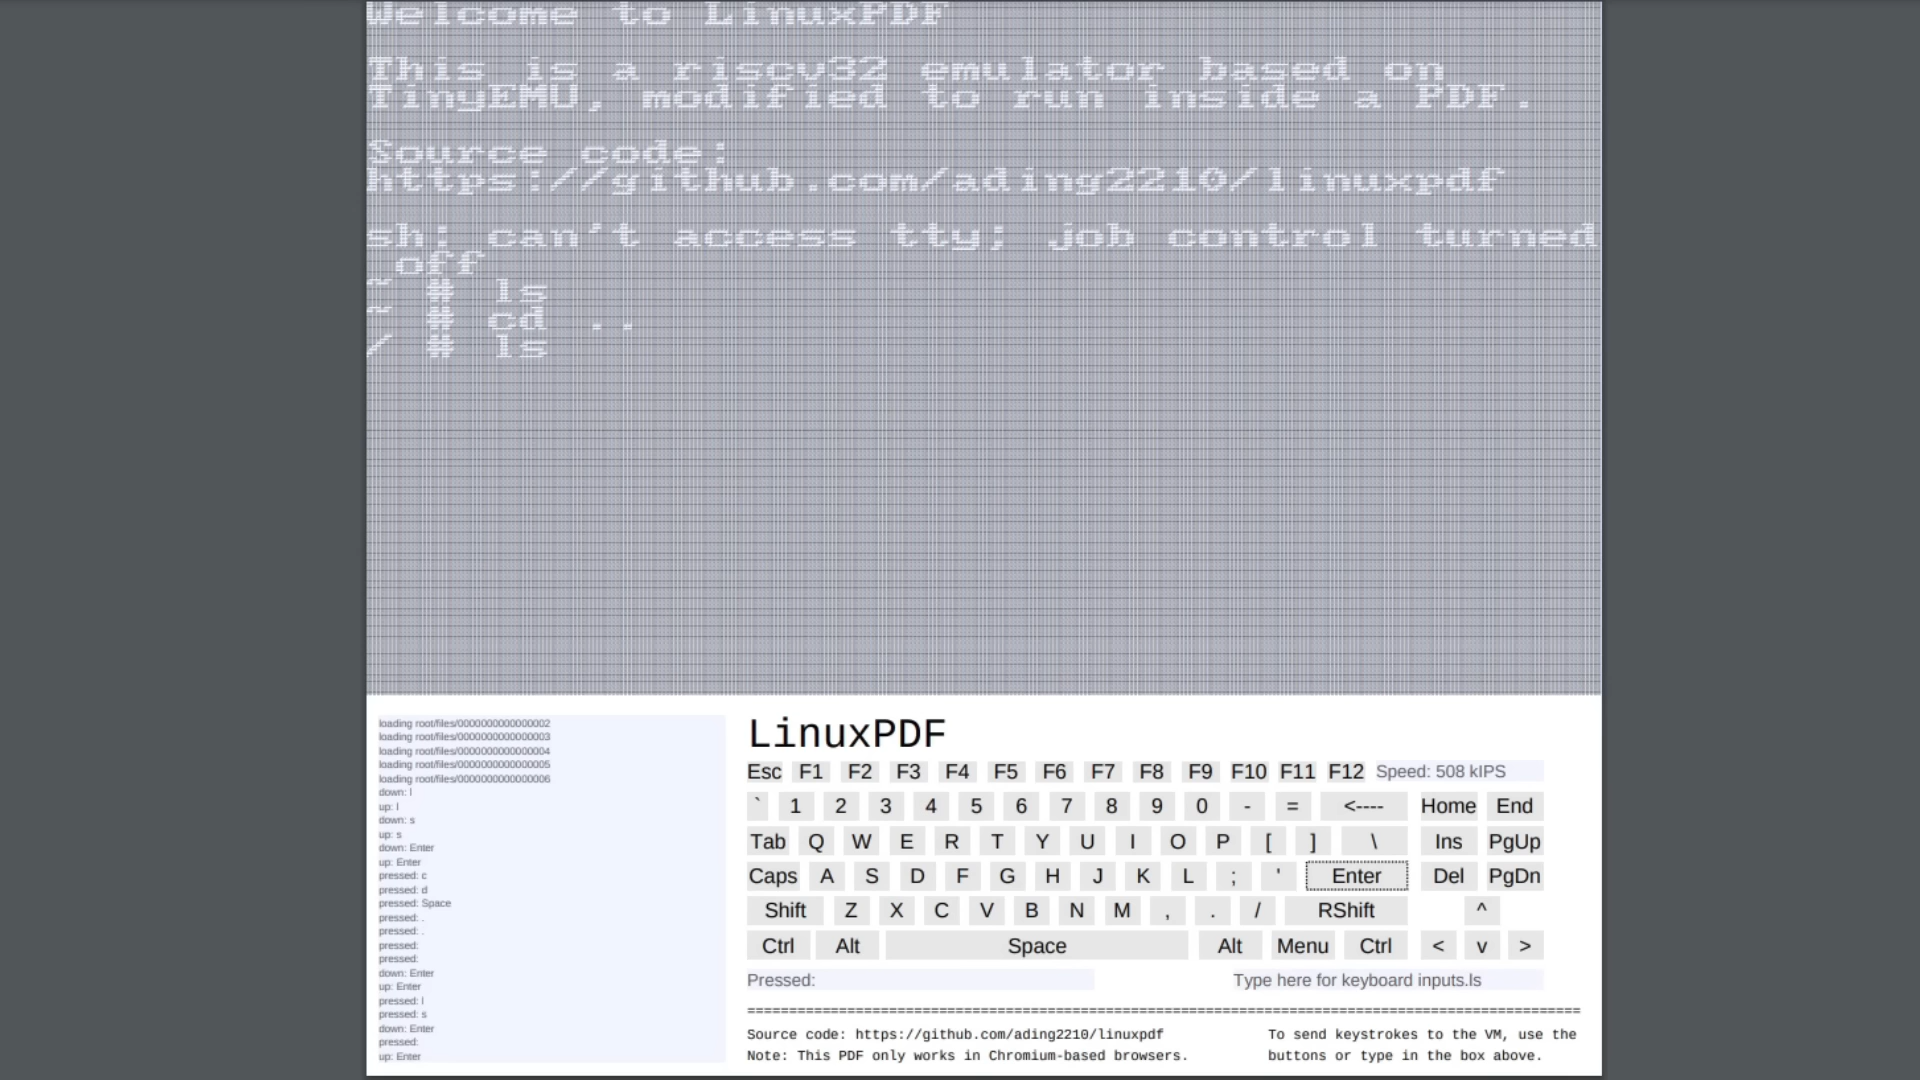 Welcome to LinuxPDF
This is a riscv32 emulator based on
TinyEMU, modified to run inside a PDF.
Source code:
https://github.com/ading2210/linuxpdf
sh: can't access tty; job control turned
off
~ # ls
~ # cd ..
/ # ls
loading root/files/0000000000000002
loading root/files/0000000000000003
loading root/files/0000000000000004
loading root/files/0000000000000005
loading root/files/0000000000000006
down: l
up: l
down: s
up: s
down: Enter
up: Enter
pressed: c
pressed: d
pressed: Space
pressed: .
pressed: .
pressed:
pressed:
down: Enter
up: Enter
pressed: l
pressed: s
down: Enter
pressed:
up: Enter
LinuxPDF
Esc F1 F2 F3 F4 F5 F6 F7 F8 F9 F10 F11 F12 Speed: 508 kIPS
` 1 2 3 4 5 6 7 8 9 0 - = <---- Home End
Tab Q W E R T Y U I O P [ ] \ Ins PgUp
Caps A S D F G H J K L ; ' Enter Del PgDn
Shift Z X C V B N M , . / RShift ^
Ctrl Alt Space Alt Menu Ctrl < v >
Pressed: Type here for keyboard inputs.ls
=============================================================================================
Source code: https://github.com/ading2210/linuxpdf
Note: This PDF only works in Chromium-based browsers.
To send keystrokes to the VM, use the
buttons or type in the box above.